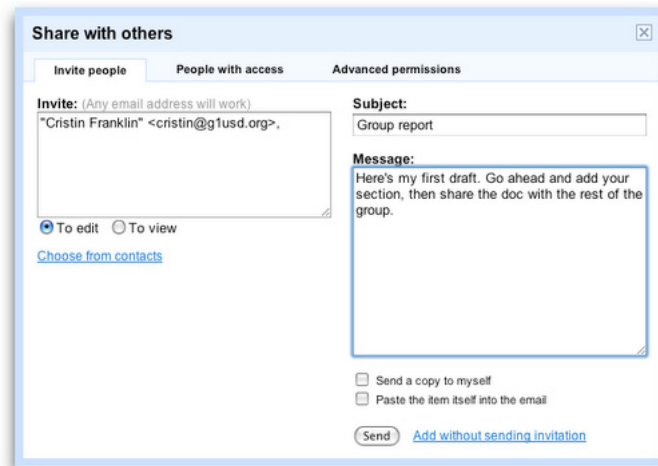 Share with others
Invite people
People with access
Advanced permissions
Invite: (Any email address will work)
"Cristin Franklin" <cristin@g1usd.org>,
To edit
To view
Choose from contacts
Subject:
Group report
Message:
Here's my first draft. Go ahead and add your
section, then share the doc with the rest of the
group.
Send a copy to myself
Paste the item itself into the email
Send
Add without sending invitation